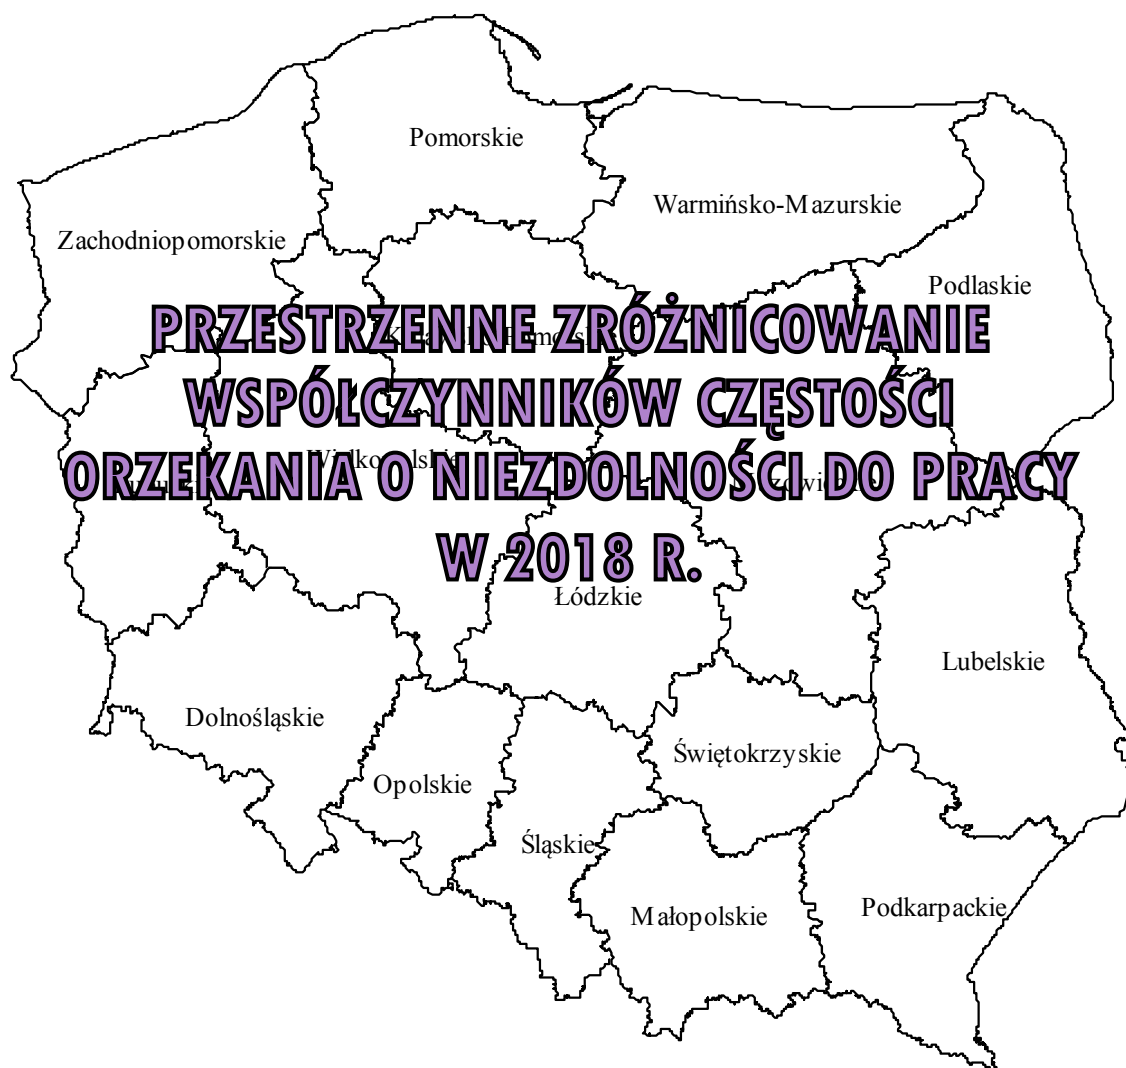 Pomorskie
Warmińsko-Mazurskie
Zachodniopomorskie
Podlaskie
PRZESTRZENNE ZRÓŻNICOWANIE
WSPÓŁCZYNNIKÓW CZĘSTOŚCI
Wielkopolskie
ORZEKANIA O NIEZDOLNOŚCI DO PRACY
W 2018 R.
Łódzkie
Lubelskie
Dolnośląskie
Świętokrzyskie
Opolskie
Śląskie
Małopolskie
Podkarpackie